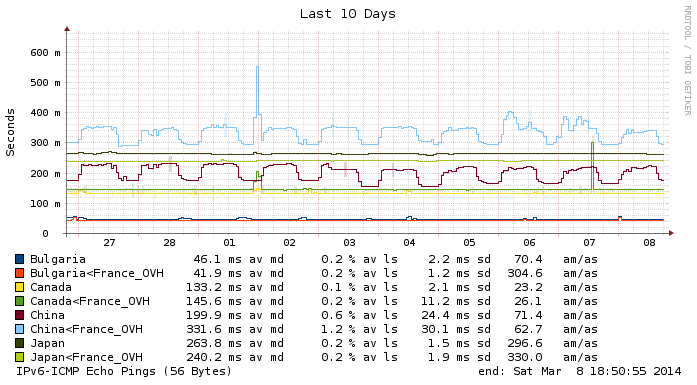 Last 10 Days
RRDTOOL / TOBI OETIKER
Seconds
600 m
500 m
400 m
300 m
200 m
100 m
0
27 28 01 02 03 04 05 06 07 08
Bulgaria 46.1 ms av md 0.2 % av ls 2.2 ms sd 70.4 am/as
Bulgaria<France_OVH 41.9 ms av md 0.2 % av ls 1.2 ms sd 304.6 am/as
Canada 133.2 ms av md 0.1 % av ls 2.1 ms sd 23.2 am/as
Canada<France_OVH 145.6 ms av md 0.2 % av ls 11.2 ms sd 26.1 am/as
China 199.9 ms av md 0.6 % av ls 24.4 ms sd 71.4 am/as
China<France_OVH 331.6 ms av md 1.2 % av ls 30.1 ms sd 62.7 am/as
Japan 263.8 ms av md 0.2 % av ls 1.5 ms sd 296.6 am/as
Japan<France_OVH 240.2 ms av md 0.2 % av ls 1.9 ms sd 330.0 am/as
IPv6-ICMP Echo Pings (56 Bytes) end: Sat Mar 8 18:50:55 2014